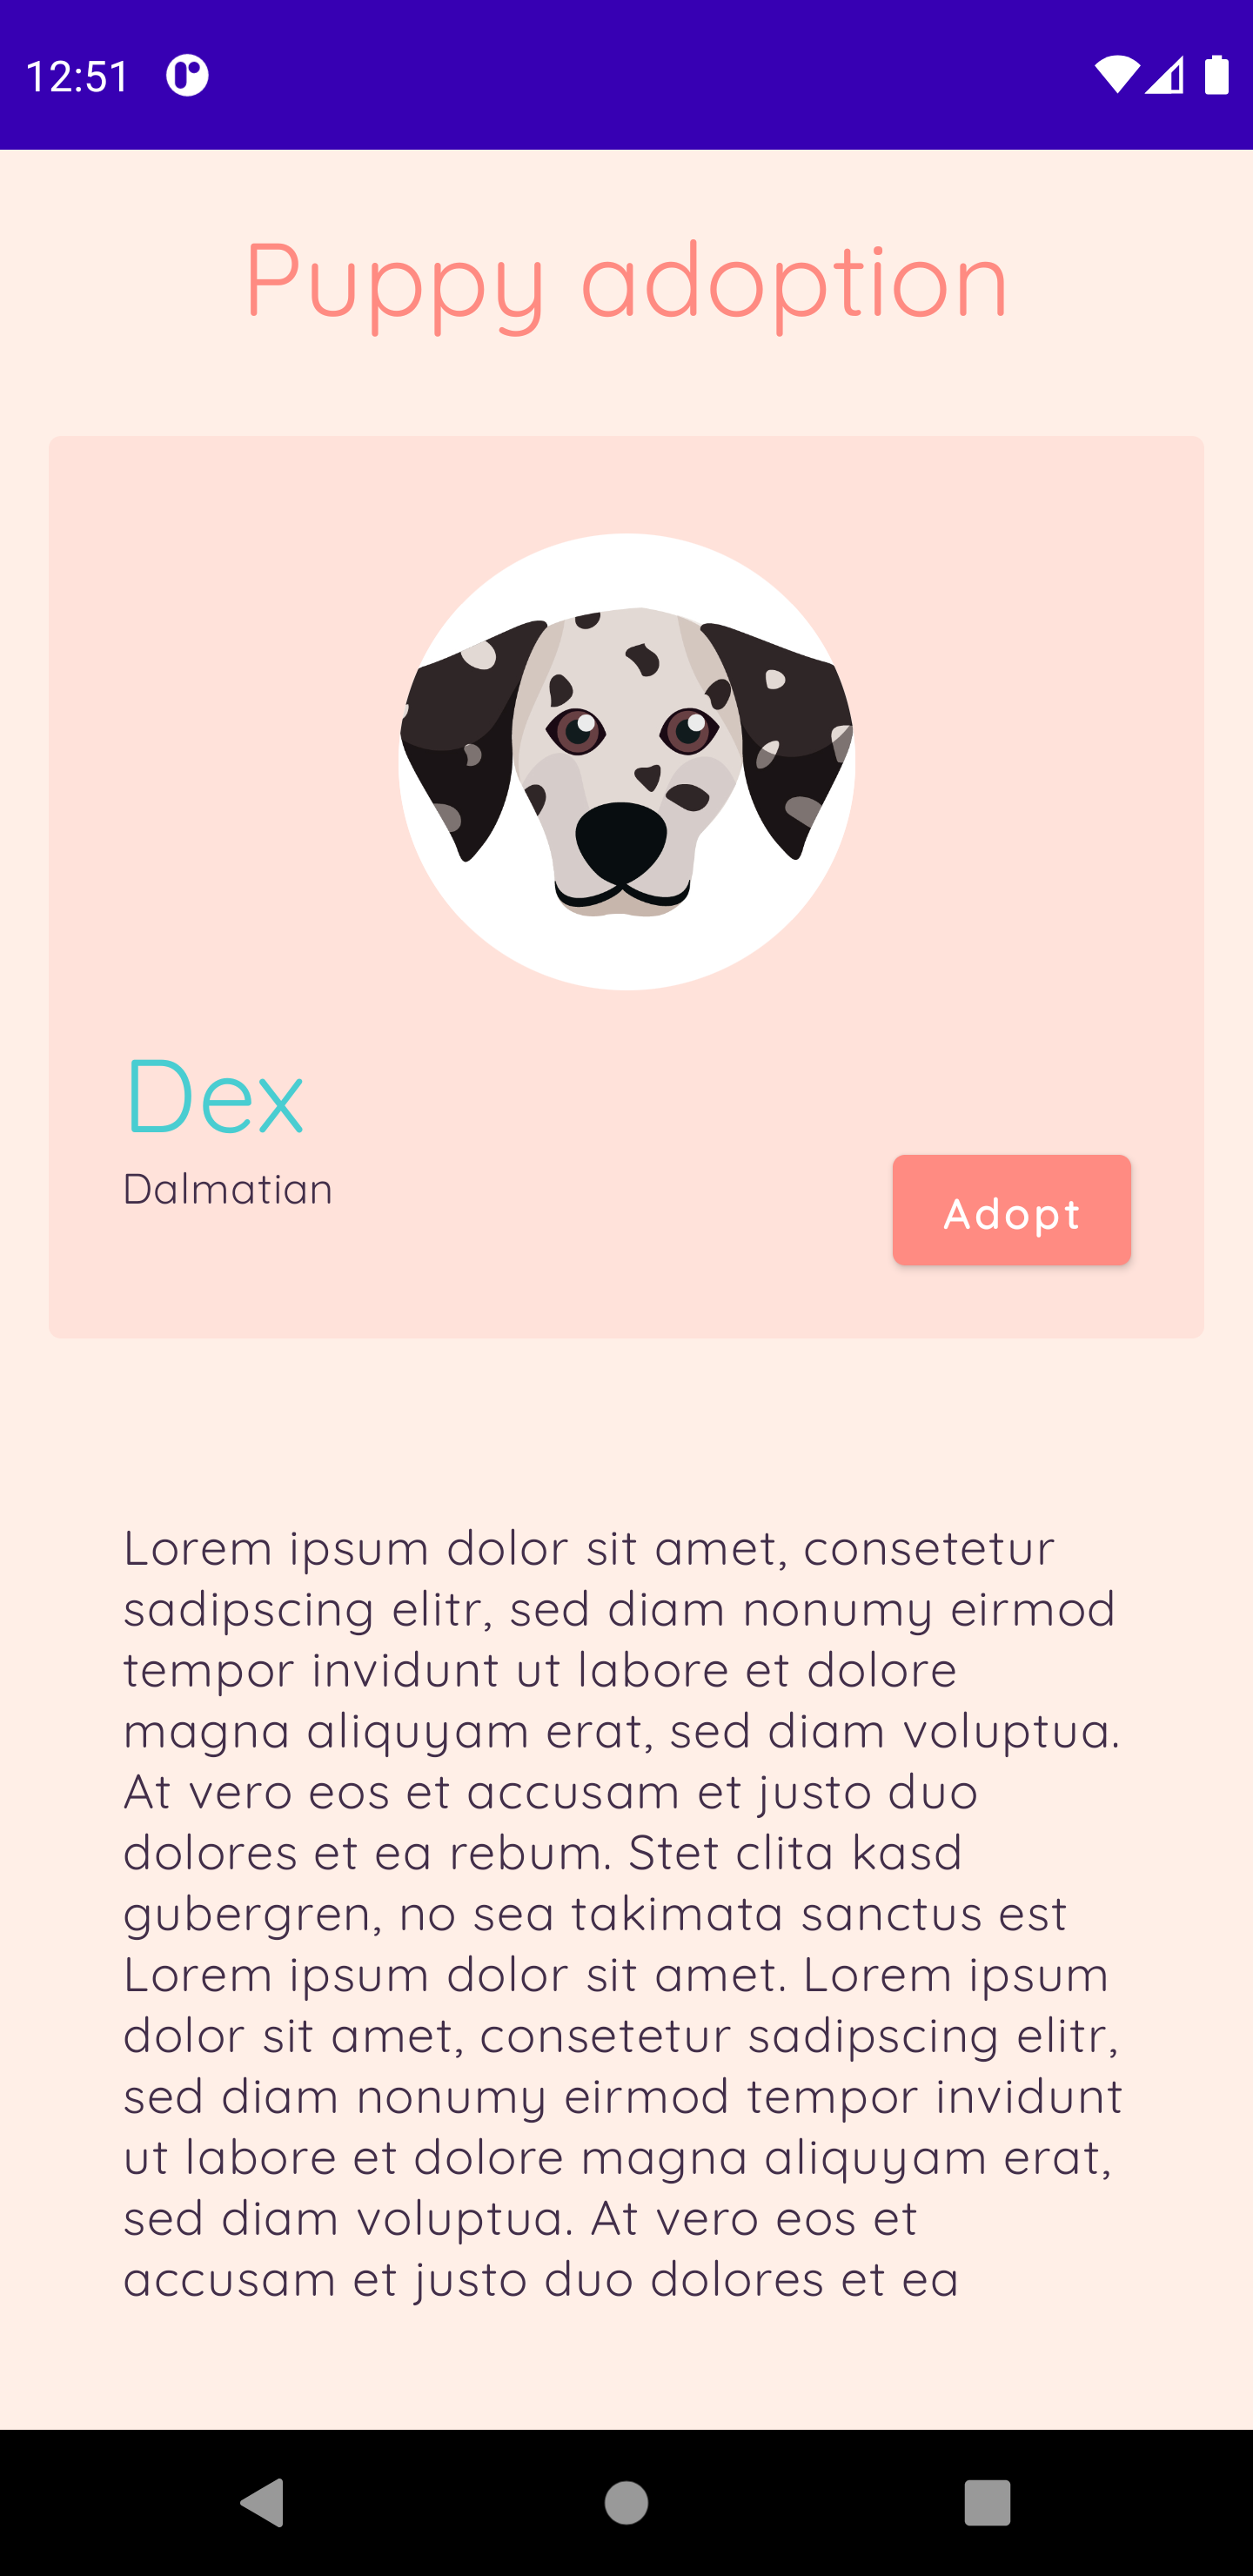 12:51
Puppy adoption
Dex
Dalmatian
Adopt
Lorem ipsum dolor sit amet, consetetur
sadipscing elitr, sed diam nonumy eirmod
tempor invidunt ut labore et dolore
magna aliquyam erat, sed diam voluptua.
At vero eos et accusam et justo duo
dolores et ea rebum. Stet clita kasd
gubergren, no sea takimata sanctus est
Lorem ipsum dolor sit amet. Lorem ipsum
dolor sit amet, consetetur sadipscing elitr,
sed diam nonumy eirmod tempor invidunt
ut labore et dolore magna aliquyam erat,
sed diam voluptua. At vero eos et
accusam et justo duo dolores et ea